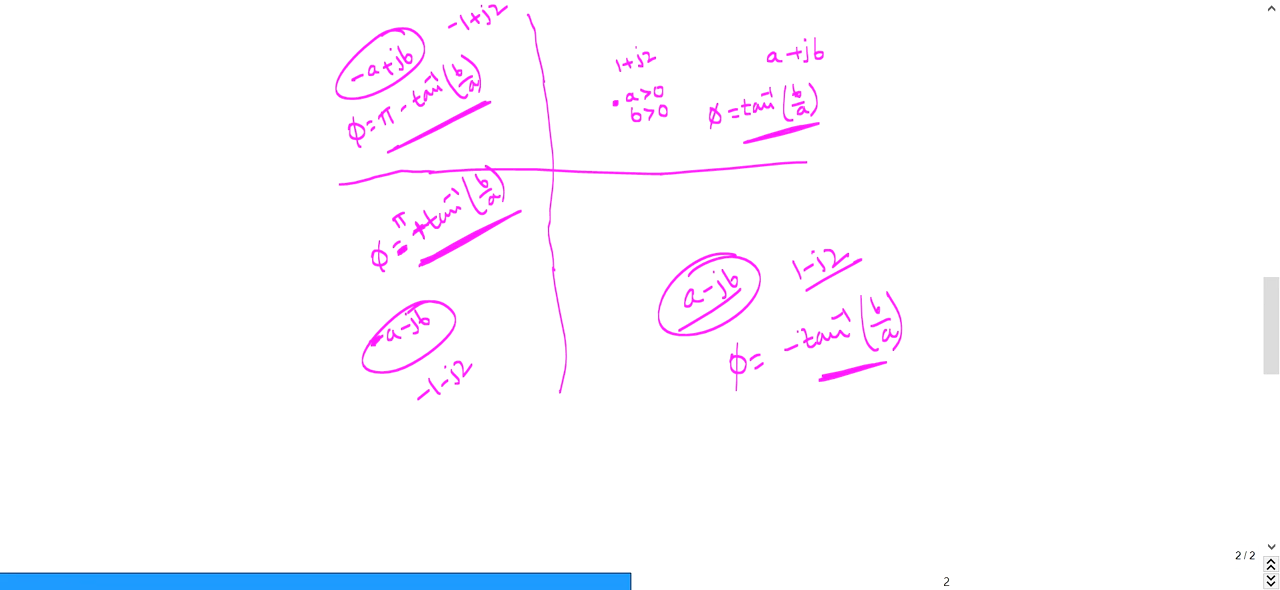 -1+j2
-a+jb
ϕ=π-tan⁻¹(b/a)
1+j2
a+jb
a>0
b>0
ϕ=tan⁻¹(b/a)
ϕ=π+tan⁻¹(b/a)
-a-jb
-1-j2
a-jb
1-j2
ϕ= -tan⁻¹(b/a)
2 / 2
2